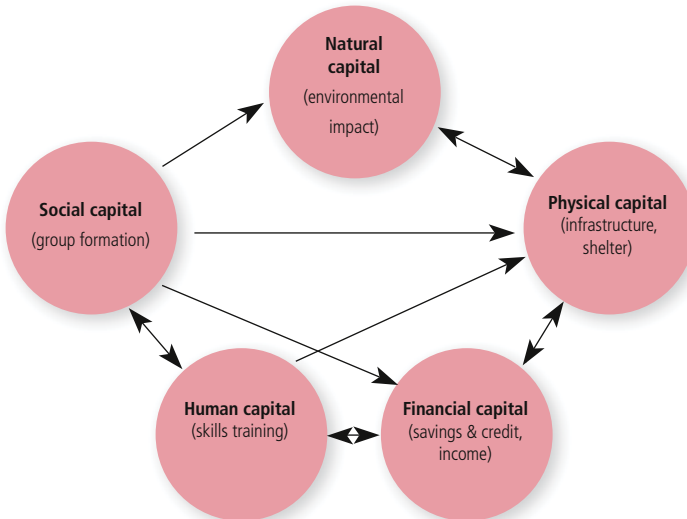 Natural
capital
(environmental
impact)
Social capital
(group formation)
Physical capital
(infrastructure,
shelter)
Human capital
(skills training)
Financial capital
(savings & credit,
income)